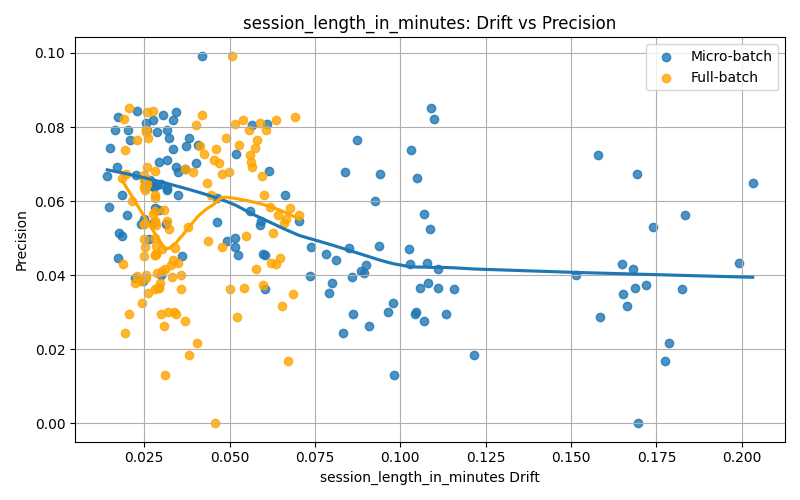 session_length_in_minutes: Drift vs Precision
Micro-batch
Full-batch
Precision
0.10
0.08
0.06
0.04
0.02
0.00
0.025 0.050 0.075 0.100 0.125 0.150 0.175 0.200
session_length_in_minutes Drift